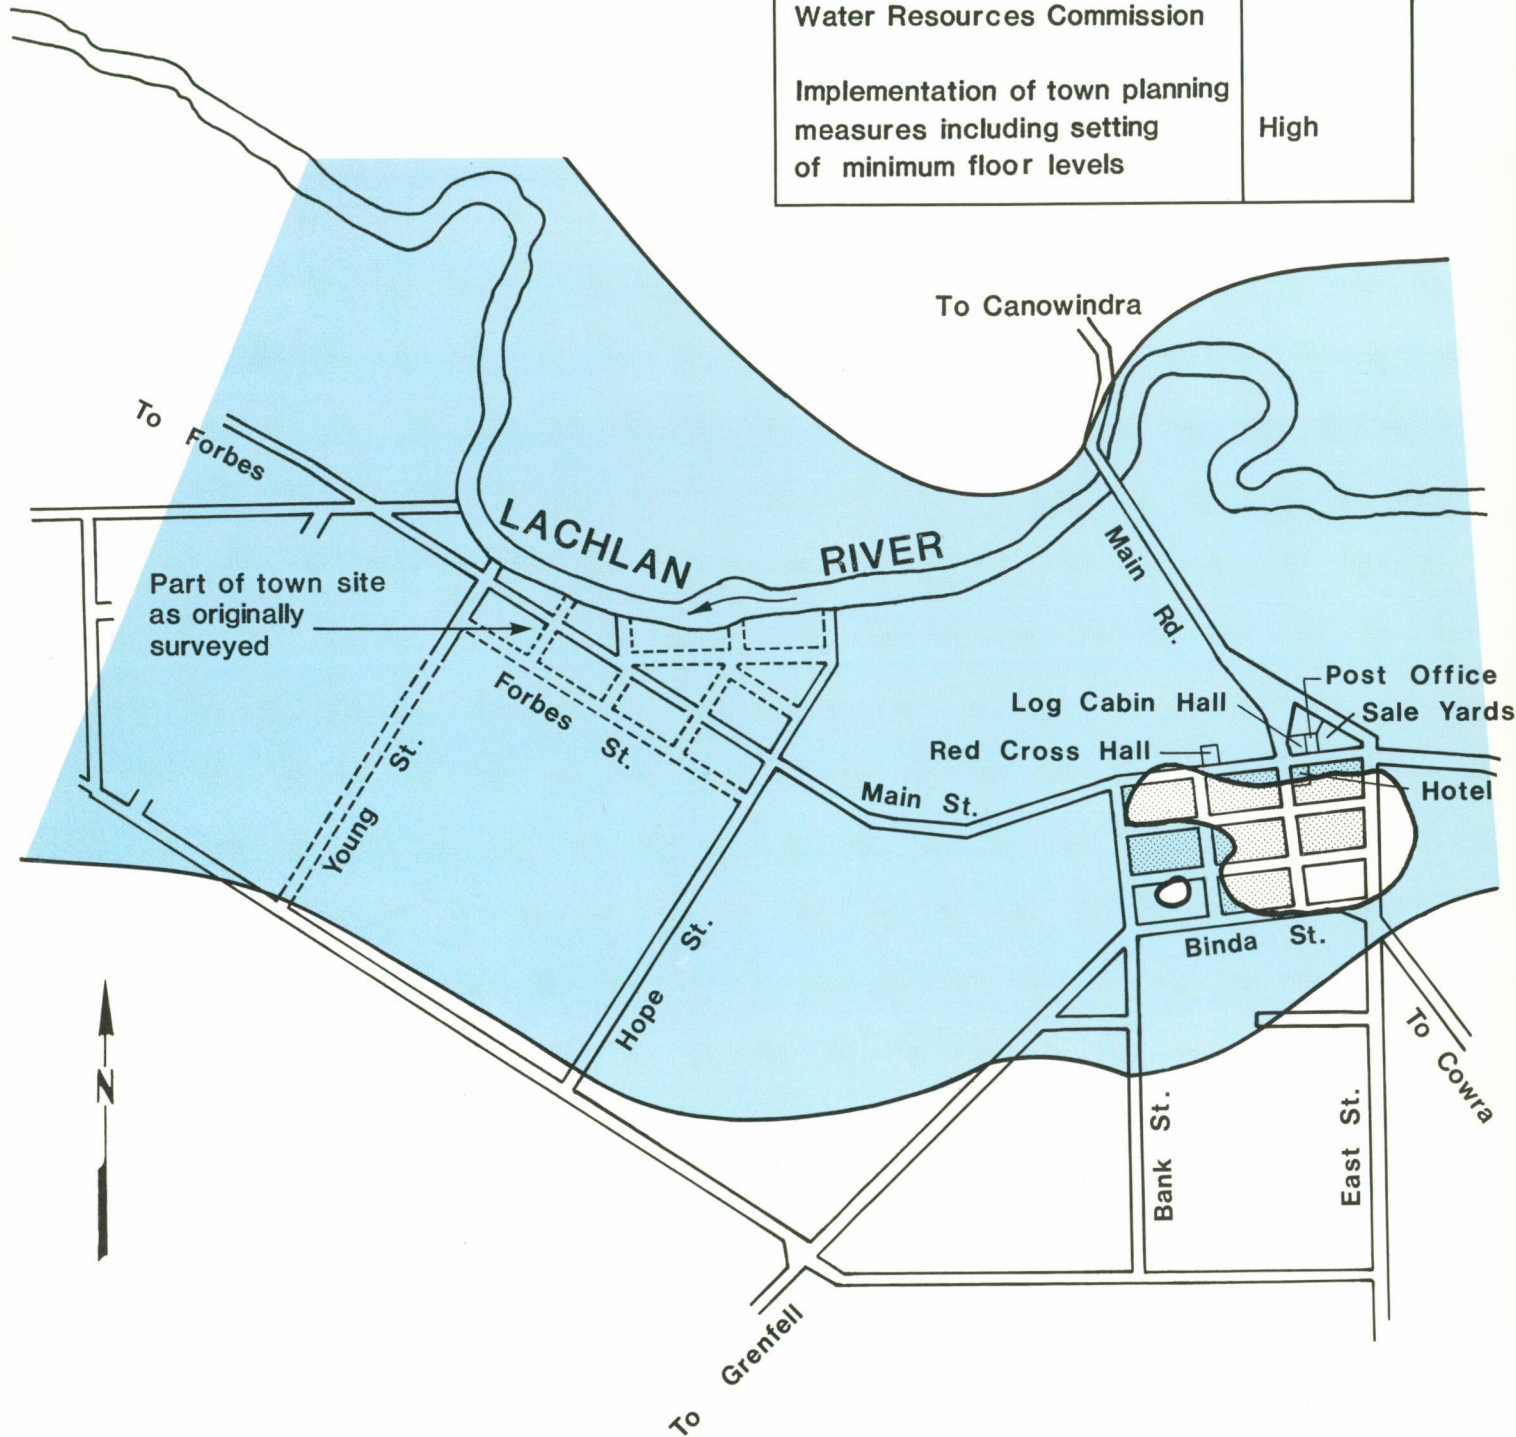 Water Resources Commission
Implementation of town planning
measures including setting
of minimum floor levels
High
To Canowindra
To Forbes
LACHLAN RIVER
Main Rd.
Part of town site
as originally
surveyed
Forbes St.
Young St.
Post Office
Log Cabin Hall
Sale Yards
Red Cross Hall
Hotel
Main St.
Binda St.
Hope St.
N
To Cowra
Bank St.
East St.
To Grenfell